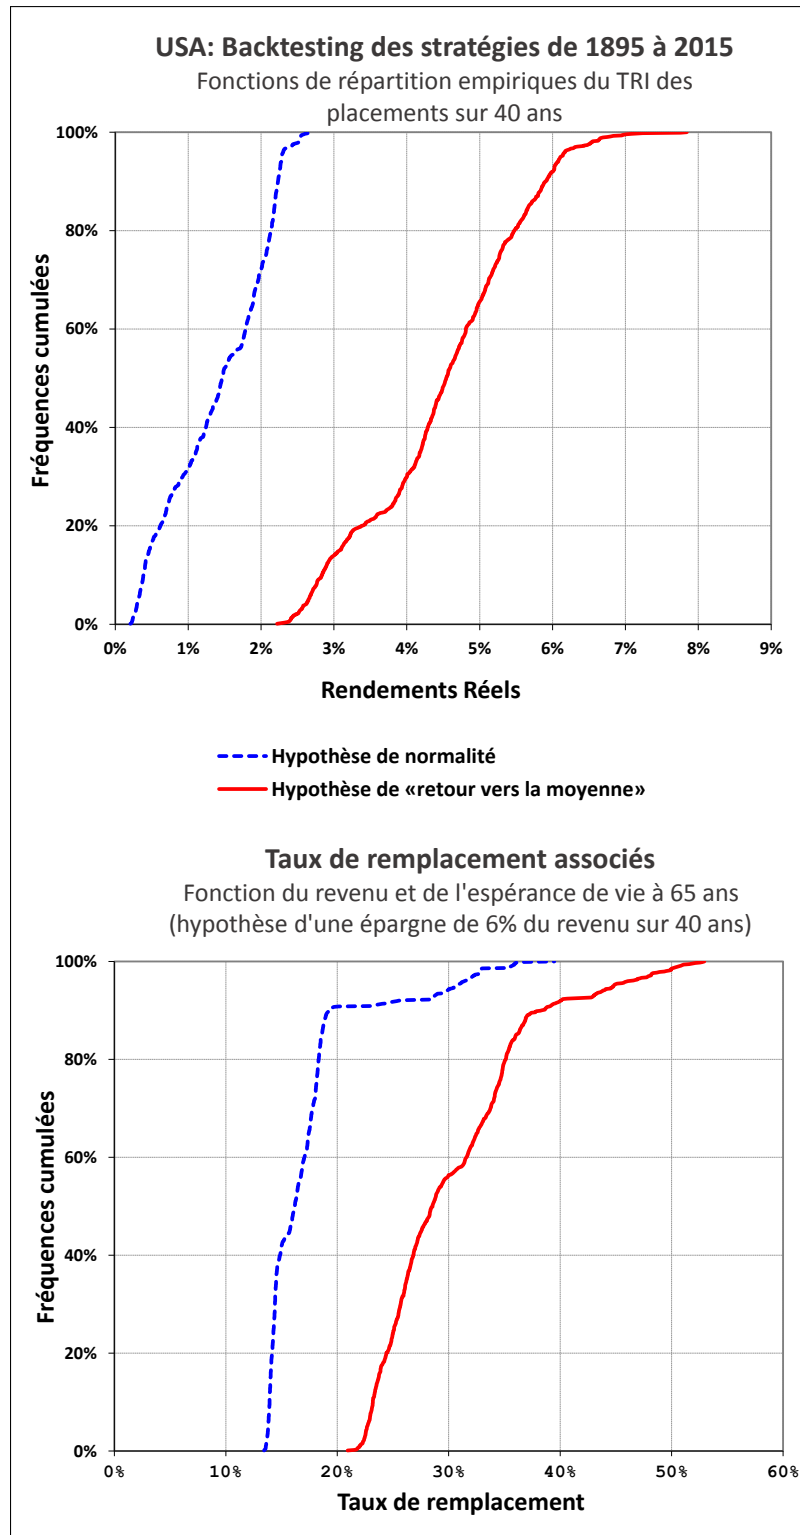 USA: Backtesting des stratégies de 1895 à 2015
Fonctions de répartition empiriques du TRI des
placements sur 40 ans
100%
80%
60%
40%
20%
0%
Fréquences cumulées
0% 1% 2% 3% 4% 5% 6% 7% 8% 9%
Rendements Réels
Hypothèse de normalité
Hypothèse de «retour vers la moyenne»
Taux de remplacement associés
Fonction du revenu et de l'espérance de vie à 65 ans
(hypothèse d'une épargne de 6% du revenu sur 40 ans)
100%
80%
60%
40%
20%
0%
Fréquences cumulées
0% 10% 20% 30% 40% 50% 60%
Taux de remplacement